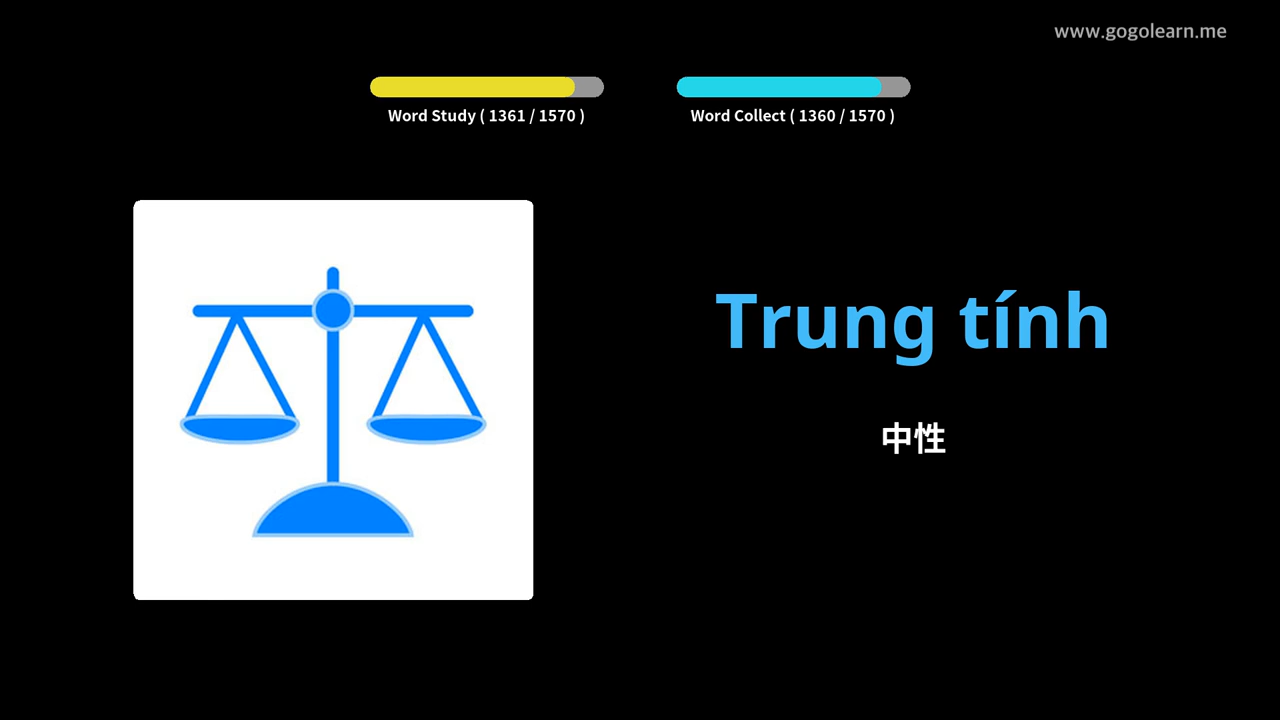 www.gogolearn.me
Word Study ( 1361 / 1570 )
Word Collect ( 1360 / 1570 )
Trung tính
中性